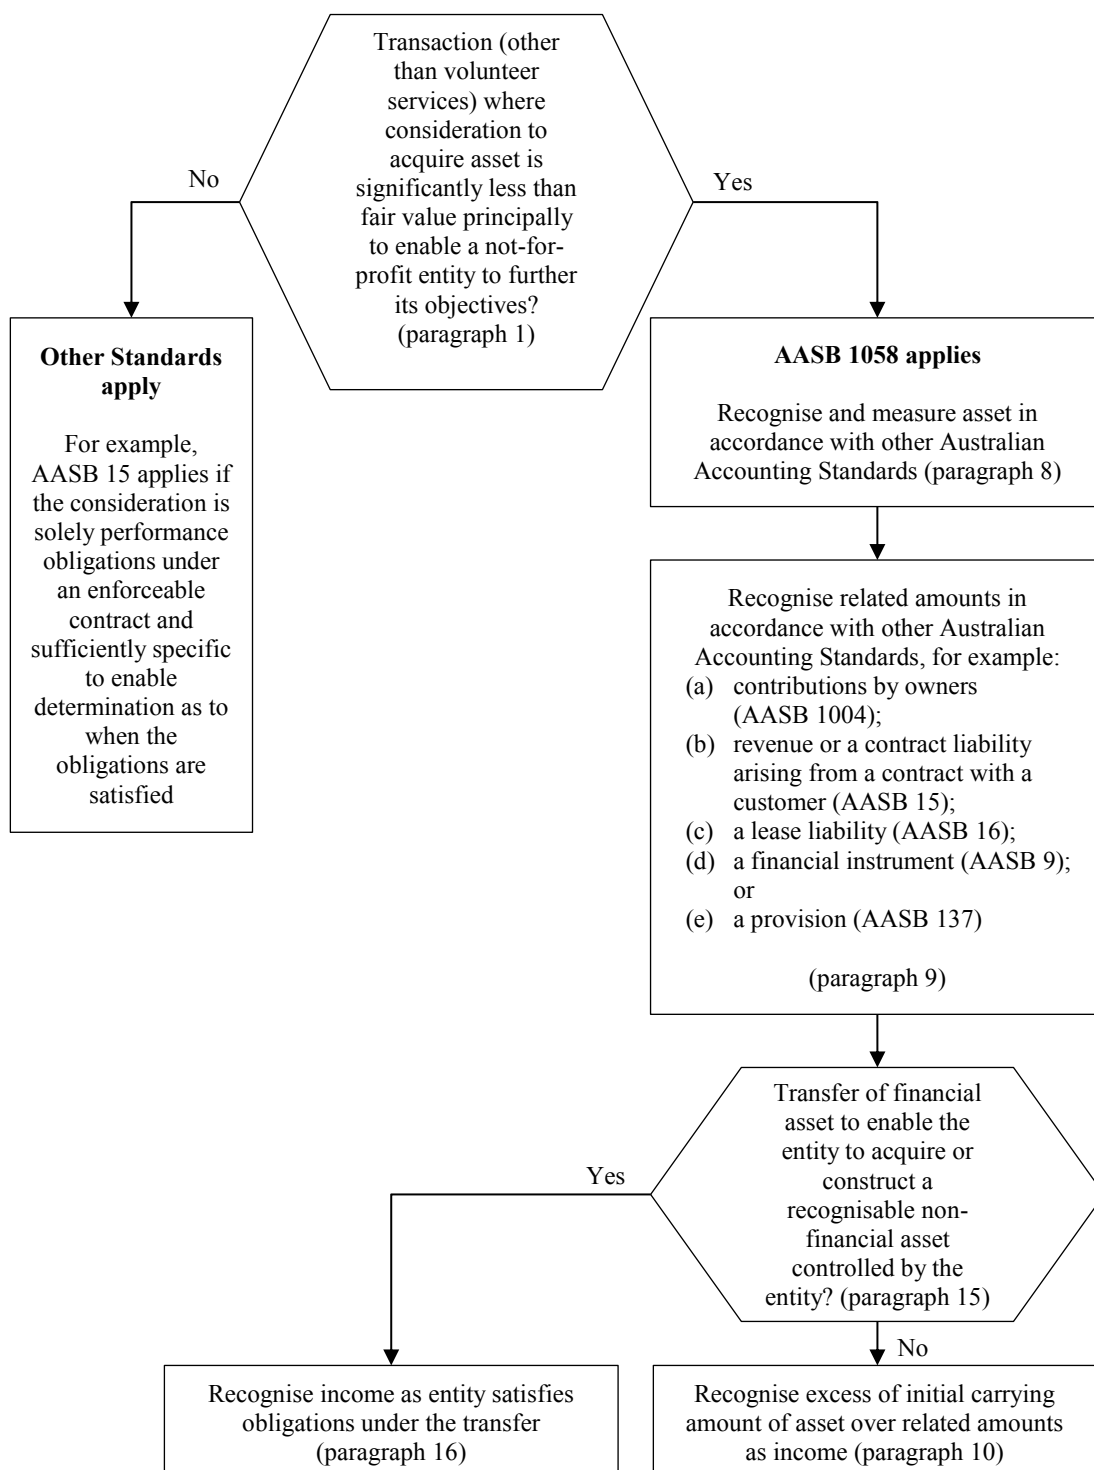 Transaction (other
than volunteer
services) where
consideration to
acquire asset is
significantly less than
fair value principally
to enable a not-for-
profit entity to further
its objectives?
(paragraph 1)
No
Yes
Other Standards
apply
For example,
AASB 15 applies if
the consideration is
solely performance
obligations under
an enforceable
contract and
sufficiently specific
to enable
determination as to
when the
obligations are
satisfied
AASB 1058 applies
Recognise and measure asset in
accordance with other Australian
Accounting Standards (paragraph 8)
Recognise related amounts in
accordance with other Australian
Accounting Standards, for example:
(a) contributions by owners
(AASB 1004);
(b) revenue or a contract liability
arising from a contract with a
customer (AASB 15);
(c) a lease liability (AASB 16);
(d) a financial instrument (AASB 9);
or
(e) a provision (AASB 137)
(paragraph 9)
Transfer of financial
asset to enable the
entity to acquire or
construct a
recognisable non-
financial asset
controlled by the
entity? (paragraph 15)
Yes
No
Recognise income as entity satisfies
obligations under the transfer
(paragraph 16)
Recognise excess of initial carrying
amount of asset over related amounts
as income (paragraph 10)